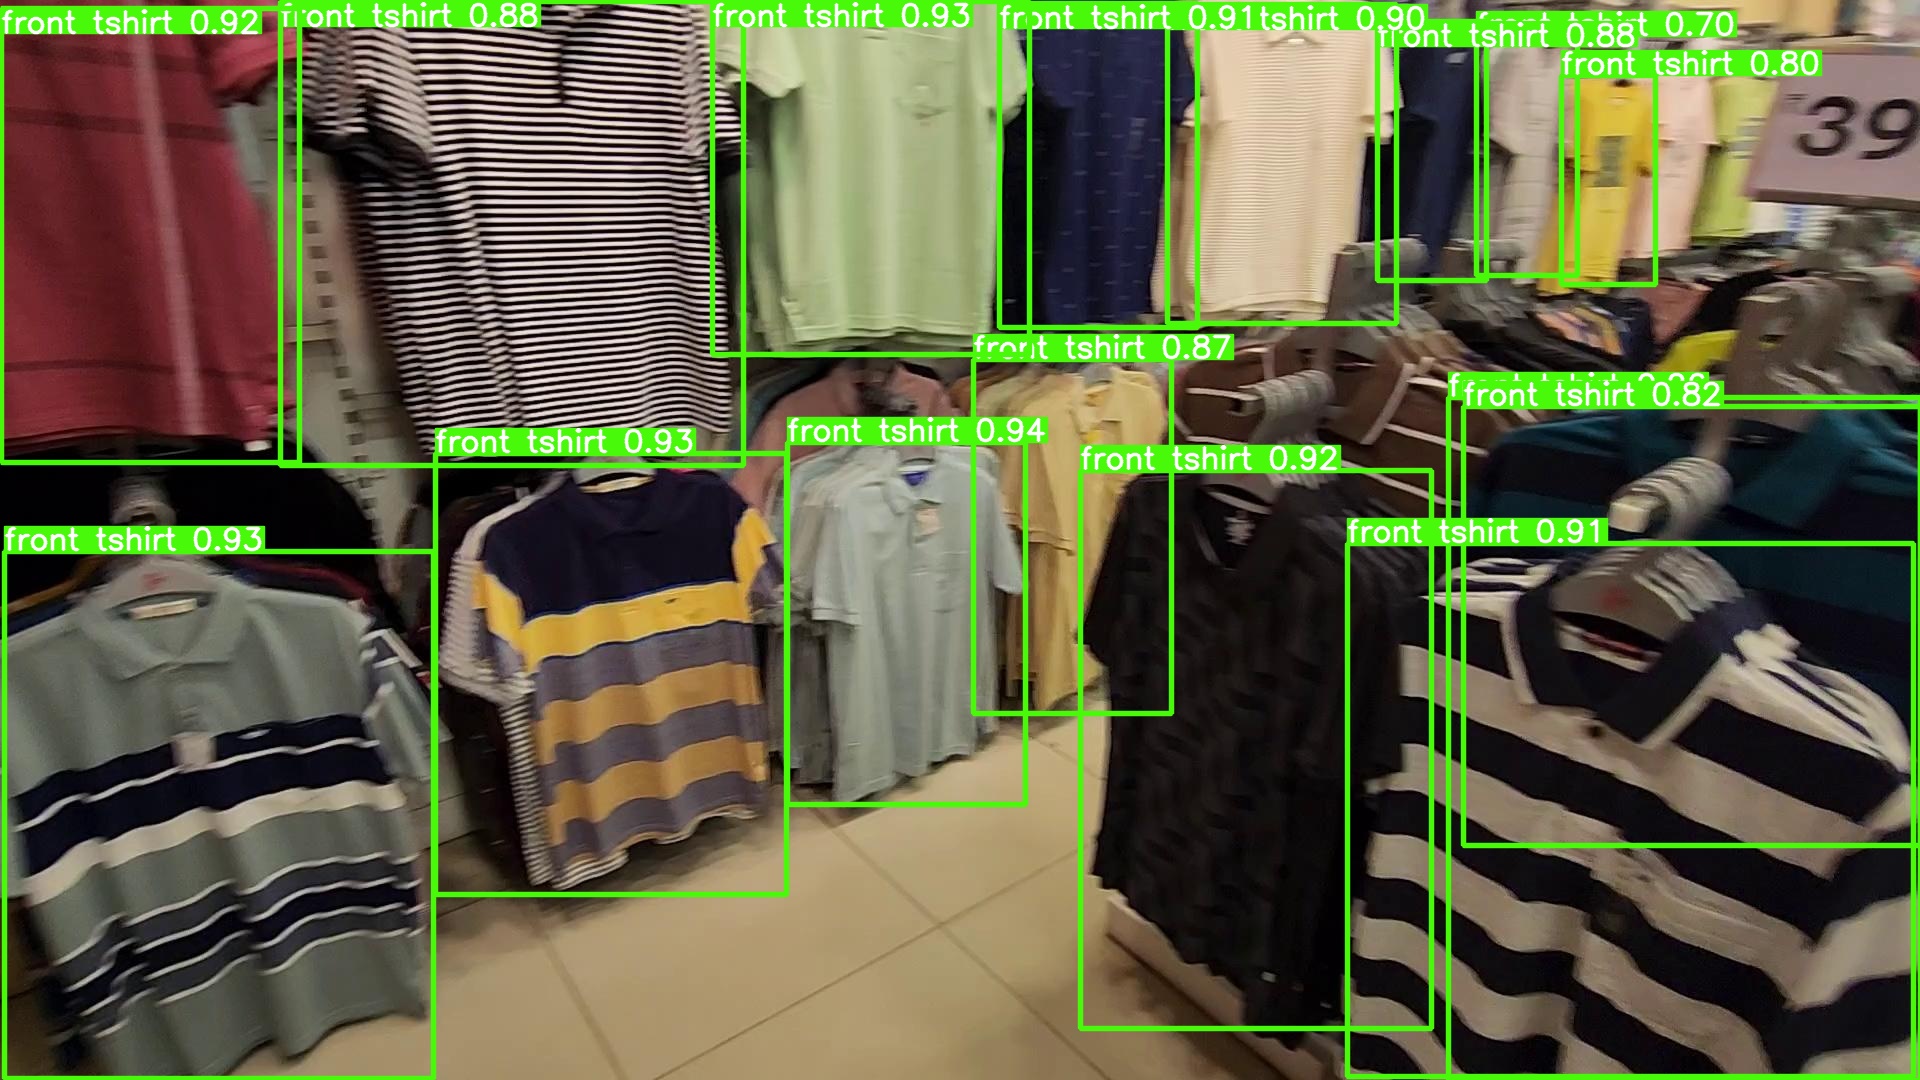 front tshirt 0.92
front tshirt 0.88
front tshirt 0.93
front tshirt 0.91
tshirt 0.90
front tshirt 0.88
t 0.70
front tshirt 0.80
39
front tshirt 0.87
front tshirt 0.82
front tshirt 0.93
front tshirt 0.94
front tshirt 0.92
front tshirt 0.91
front tshirt 0.93